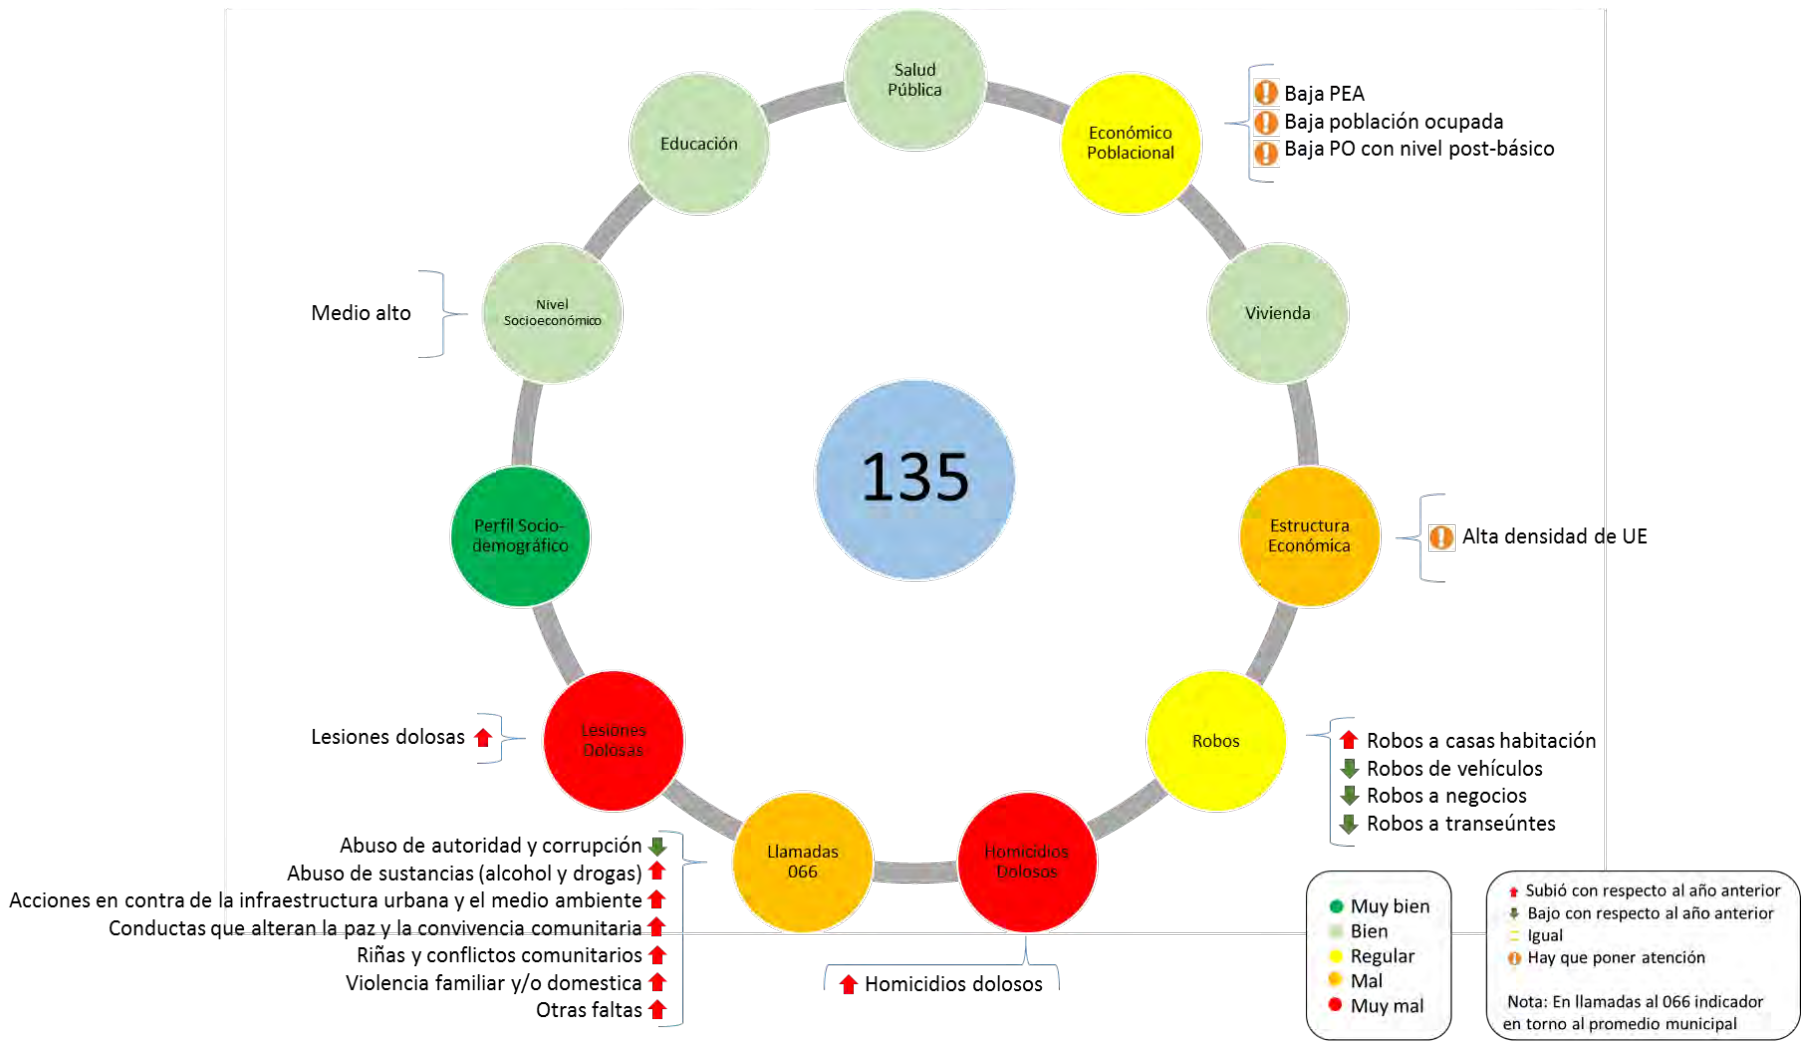 Salud
Pública
Económico
Poblacional
Baja PEA
Baja población ocupada
Baja PO con nivel post-básico
Educación
Nivel
Socioeconómico
Medio alto
Vivienda
135
Perfil Socio-
demográfico
Estructura
Económica
Alta densidad de UE
Lesiones
Dolosas
Lesiones dolosas
Robos
Robos a casas habitación
Robos de vehículos
Robos a negocios
Robos a transeúntes
Llamadas
066
Homicidios
Dolosos
Abuso de autoridad y corrupción
Abuso de sustancias (alcohol y drogas)
Acciones en contra de la infraestructura urbana y el medio ambiente
Conductas que alteran la paz y la convivencia comunitaria
Riñas y conflictos comunitarios
Violencia familiar y/o domestica
Otras faltas
Homicidios dolosos
Muy bien
Bien
Regular
Mal
Muy mal
Subió con respecto al año anterior
Bajo con respecto al año anterior
Igual
Hay que poner atención
Nota: En llamadas al 066 indicador
en torno al promedio municipal